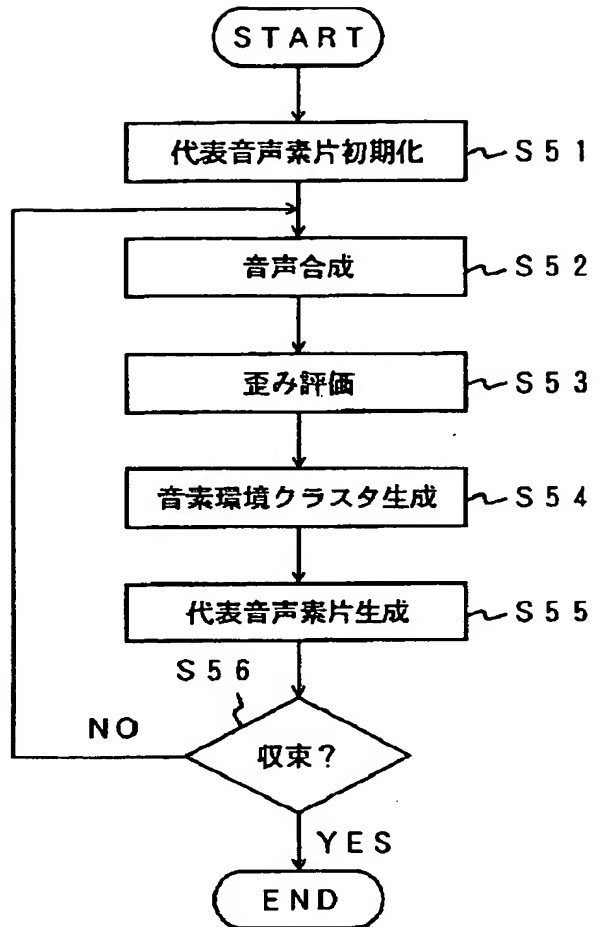 START
代表音声素片初期化 S51
音声合成 S52
歪み評価 S53
音素環境クラスタ生成 S54
代表音声素片生成 S55
S56
NO
収束?
YES
END